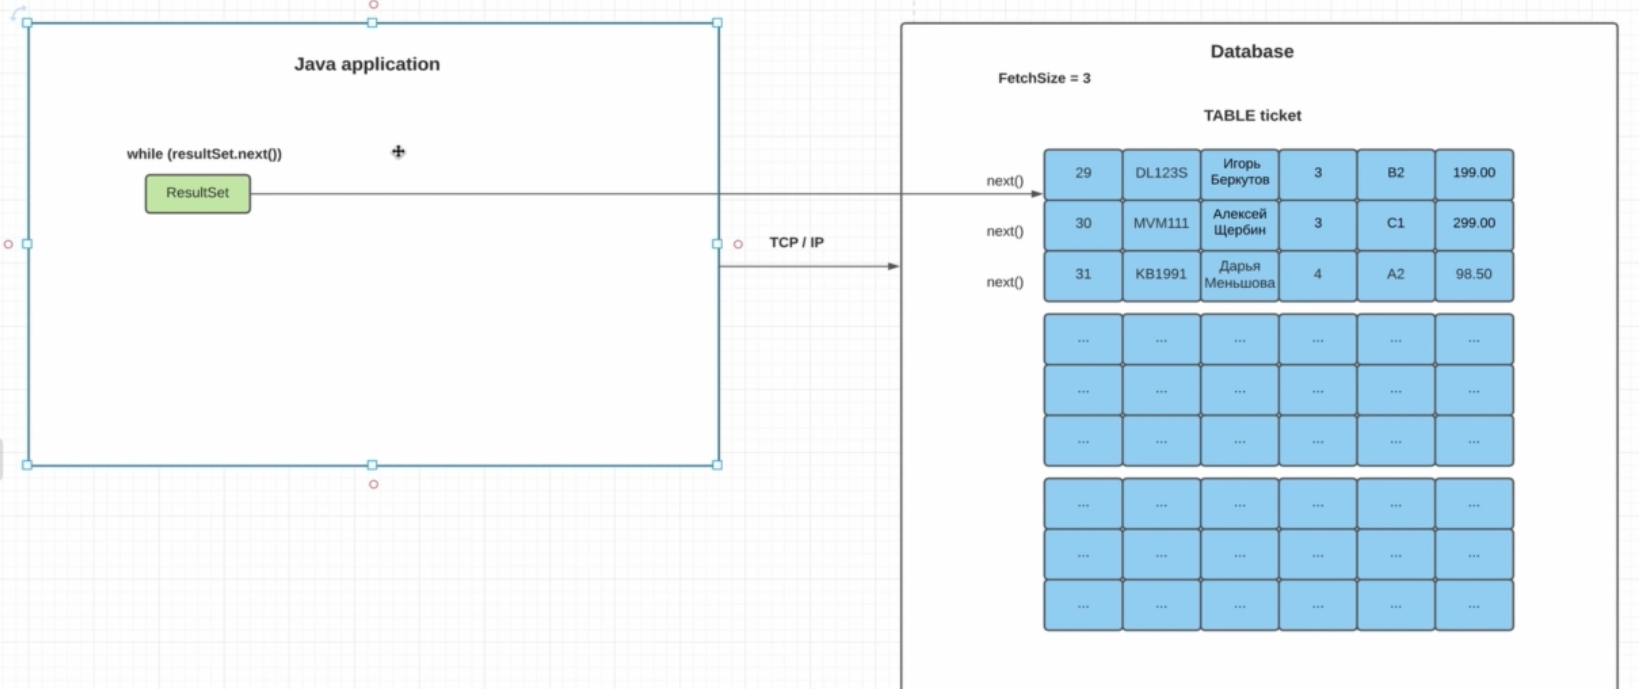 Java application
while (resultSet.next())
ResultSet
TCP / IP
Database
FetchSize = 3
TABLE ticket
next()
29 DL123S Игорь Беркутов 3 B2 199.00
next()
30 MVM111 Алексей Щербин 3 C1 299.00
next()
31 KB1991 Дарья Меньшова 4 A2 98.50
... ... ... ... ... ...
... ... ... ... ... ...
... ... ... ... ... ...
... ... ... ... ... ...
... ... ... ... ... ...
... ... ... ... ... ...